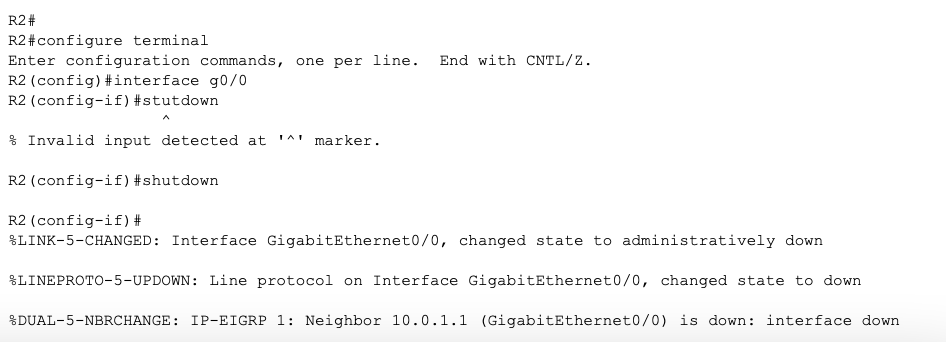 R2#
R2#configure terminal
Enter configuration commands, one per line.  End with CNTL/Z.
R2(config)#interface g0/0
R2(config-if)#stutdown
                ^
% Invalid input detected at '^' marker.

R2(config-if)#shutdown

R2(config-if)#
%LINK-5-CHANGED: Interface GigabitEthernet0/0, changed state to administratively down

%LINEPROTO-5-UPDOWN: Line protocol on Interface GigabitEthernet0/0, changed state to down

%DUAL-5-NBRCHANGE: IP-EIGRP 1: Neighbor 10.0.1.1 (GigabitEthernet0/0) is down: interface down